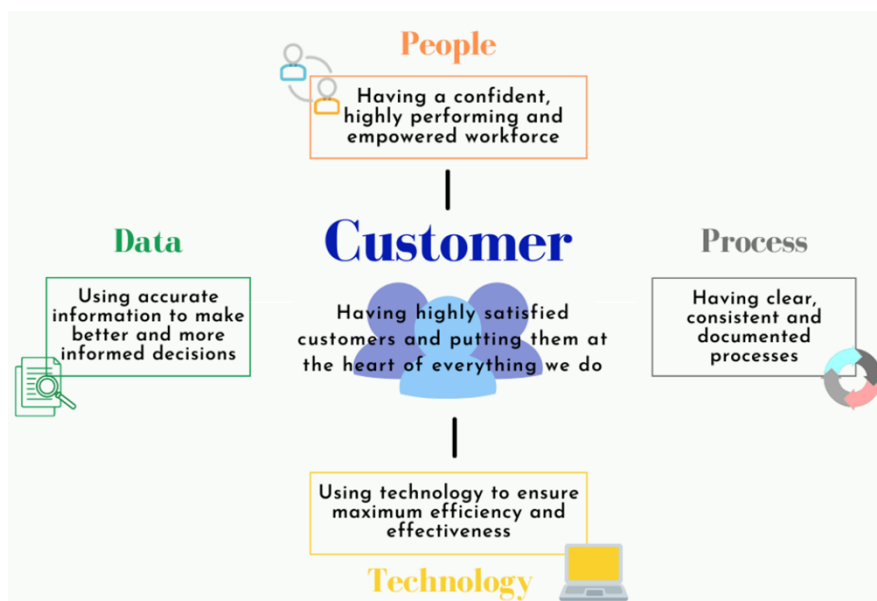 People
Having a confident,
highly performing and
empowered workforce
Data
Using accurate
information to make
better and more
informed decisions
Customer
Having highly satisfied
customers and putting them at
the heart of everything we do
Process
Having clear,
consistent and
documented
processes
Using technology to ensure
maximum efficiency and
effectiveness
Technology